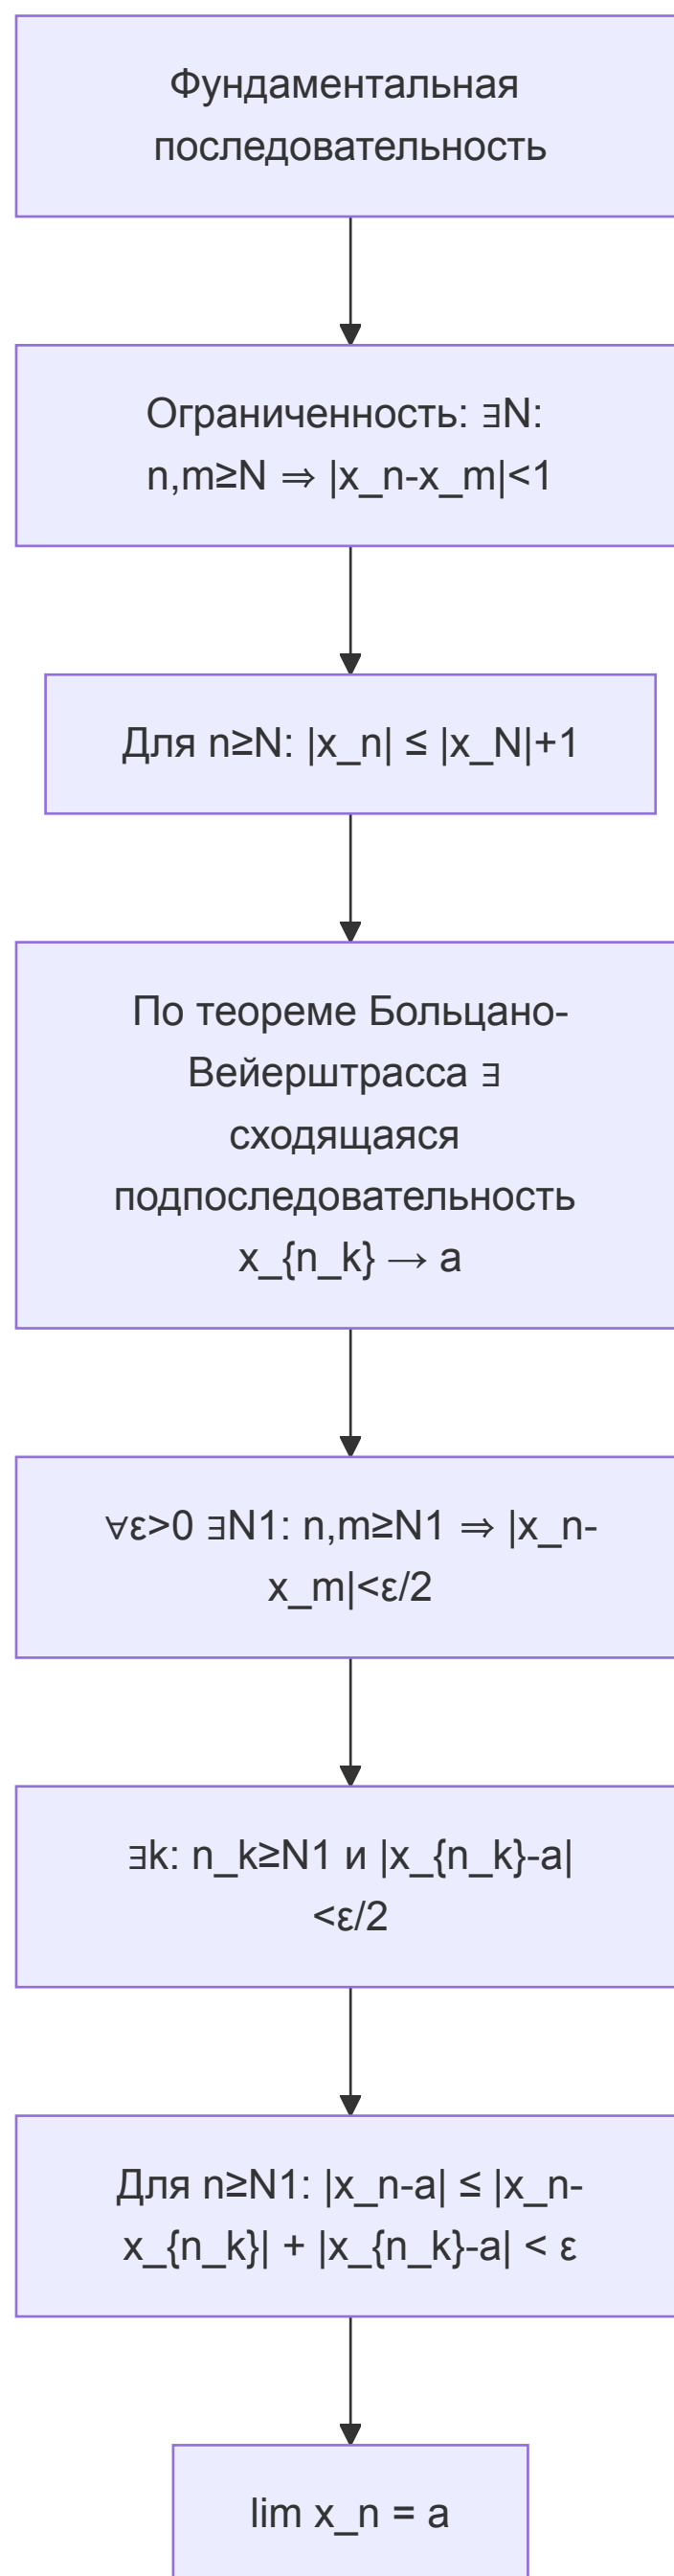 Фундаментальная
последовательность
Ограниченность: ∃N:
n,m≥N ⇒ |x_n-x_m|<1
Для n≥N: |x_n| ≤ |x_N|+1
По теореме Больцано-
Вейерштрасса ∃
сходящаяся
подпоследовательность
x_{n_k} → a
∀ε>0 ∃N1: n,m≥N1 ⇒ |x_n-
x_m|<ε/2
∃k: n_k≥N1 и |x_{n_k}-a|
<ε/2
Для n≥N1: |x_n-a| ≤ |x_n-
x_{n_k}| + |x_{n_k}-a| < ε
lim x_n = a